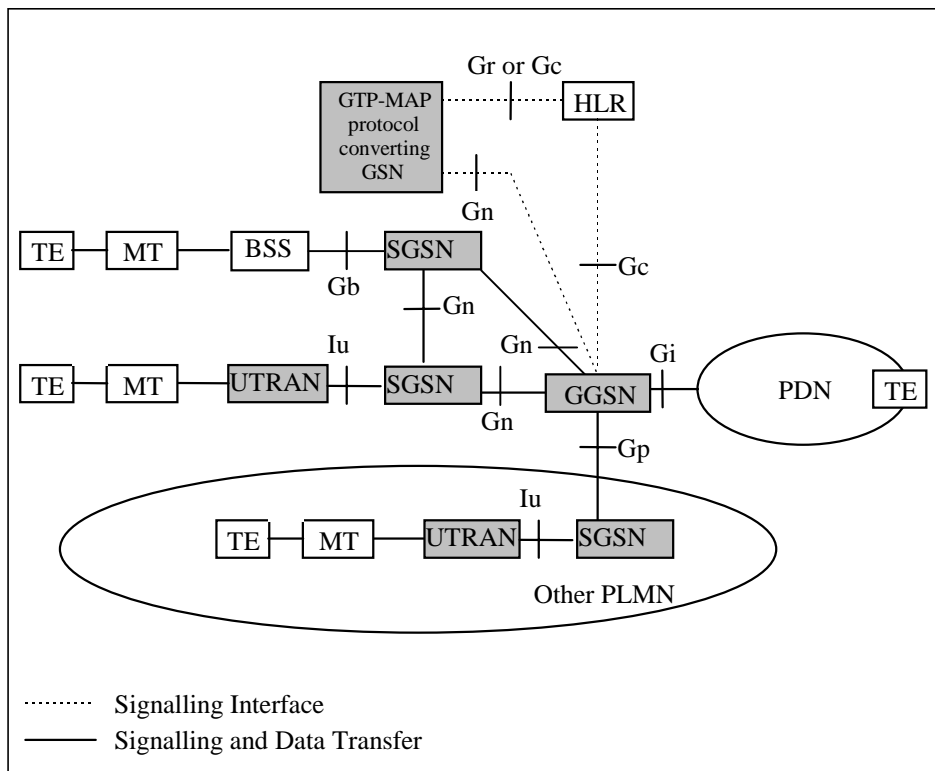 Gr or Gc
GTP-MAP
protocol
converting
GSN
HLR
Gn
TE
MT
BSS
Gb
SGSN
Gn
Gc
Gn
TE
MT
UTRAN
Iu
SGSN
Gn
GGSN
Gi
PDN
TE
Gp
TE
MT
UTRAN
Iu
SGSN
Other PLMN
Signalling Interface
Signalling and Data Transfer